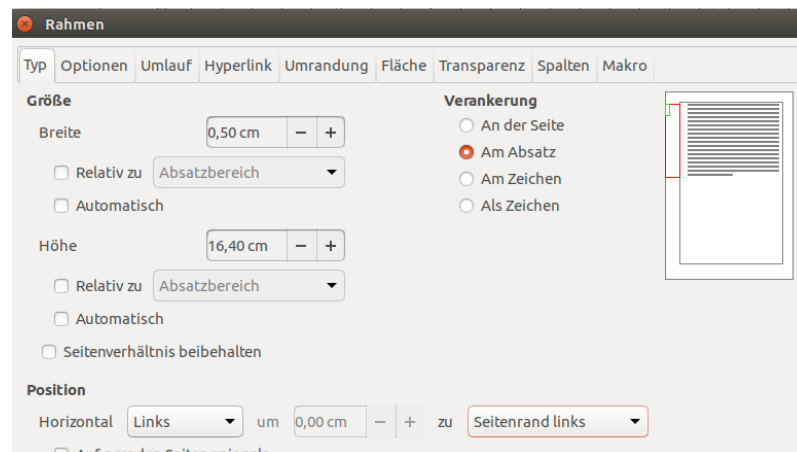 Rahmen
Typ Optionen Umlauf Hyperlink Umrandung Fläche Transparenz Spalten Makro
Größe
Breite 0,50 cm − +
Relativ zu Absatzbereich
Automatisch
Höhe 16,40 cm − +
Relativ zu Absatzbereich
Automatisch
Seitenverhältnis beibehalten
Verankerung
An der Seite
Am Absatz
Am Zeichen
Als Zeichen
Position
Horizontal Links um 0,00 cm − + zu Seitenrand links